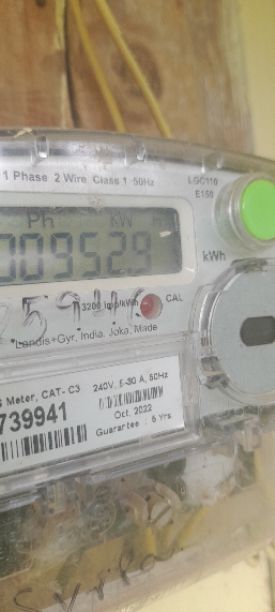 1 Phase 2 Wire Class 1 50Hz
LGC110
E150
Ph kW
009529
kWh
3200 imp/kWh
CAL
*Landis+Gyr, India. Joka, Made
Meter, CAT- C3
240V, 5-30 A, 50Hz
739941
Oct. 2022
Guarantee : 5 Yrs